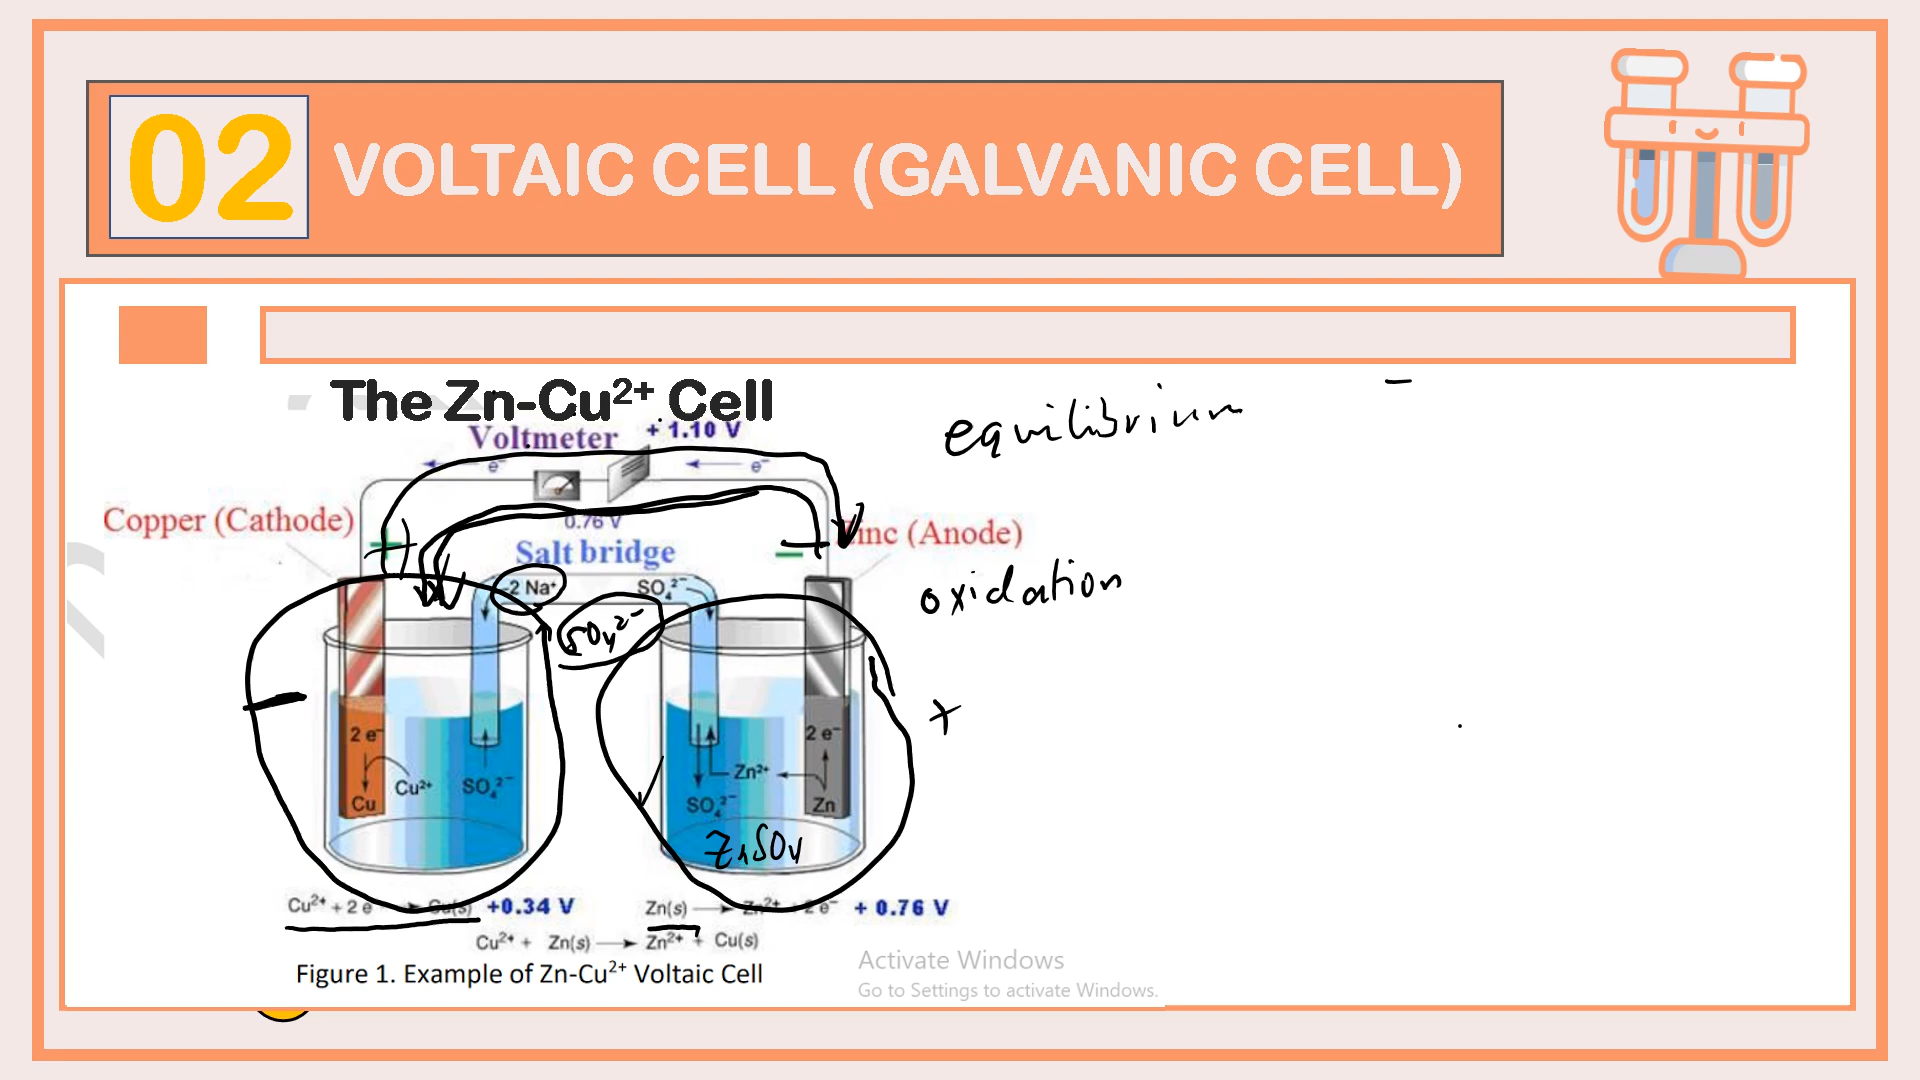 02 VOLTAIC CELL (GALVANIC CELL)
The Zn-Cu²⁺ Cell
equilibrium
–
Voltmeter + 1.10 V
e⁻ e⁻
Copper (Cathode)
+
0.76 V
–
Zinc (Anode)
Salt bridge
2 Na⁺ SO₄²⁻
SO₄²⁻
oxidation
–
+
2 e⁻ Cu²⁺ SO₄²⁻
Cu
Zn²⁺ 2 e⁻
SO₄²⁻ Zn
ZnSO₄
Cu²⁺ + 2 e → Cu(s) +0.34 V
Zn(s) → Zn²⁺ + 2 e⁻ + 0.76 V
Cu²⁺ + Zn(s) → Zn²⁺ + Cu(s)
Figure 1. Example of Zn-Cu²⁺ Voltaic Cell
Activate Windows
Go to Settings to activate Windows.